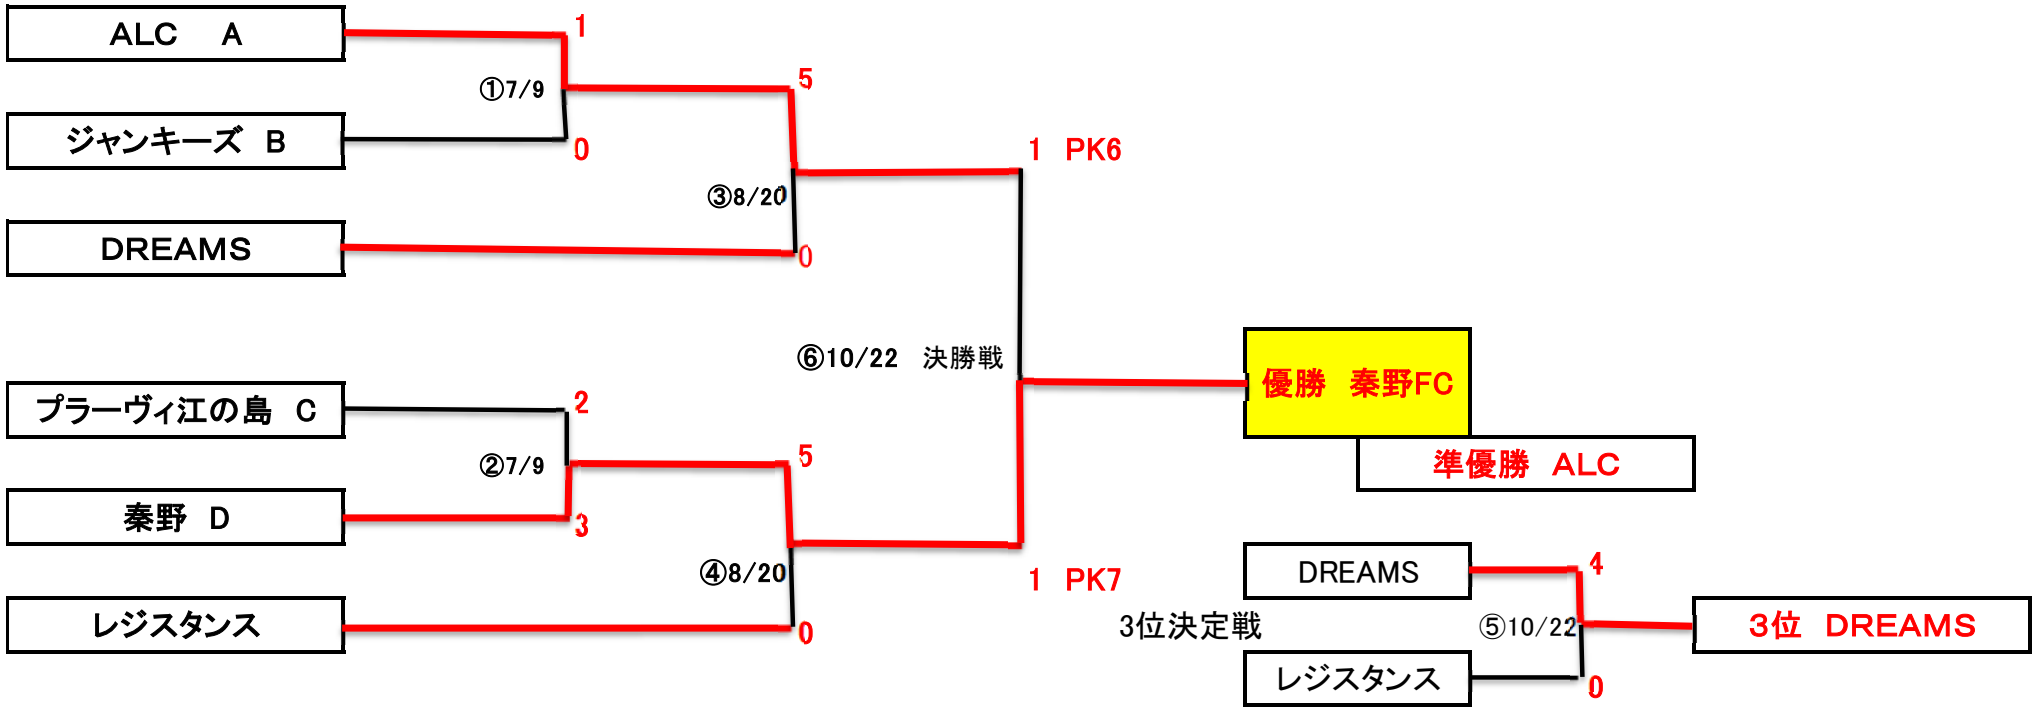 ALC　A
1
①7/9
5
ジャンキーズ　B
0
1　PK6
③8/20
DREAMS
0
⑥10/22　決勝戦
優勝　秦野FC
プラーヴィ江の島　C
2
準優勝　ALC
②7/9
5
秦野　D
3
④8/20
1　PK7
DREAMS
4
レジスタンス
0
3位決定戦
⑤10/22
3位　DREAMS
レジスタンス
0